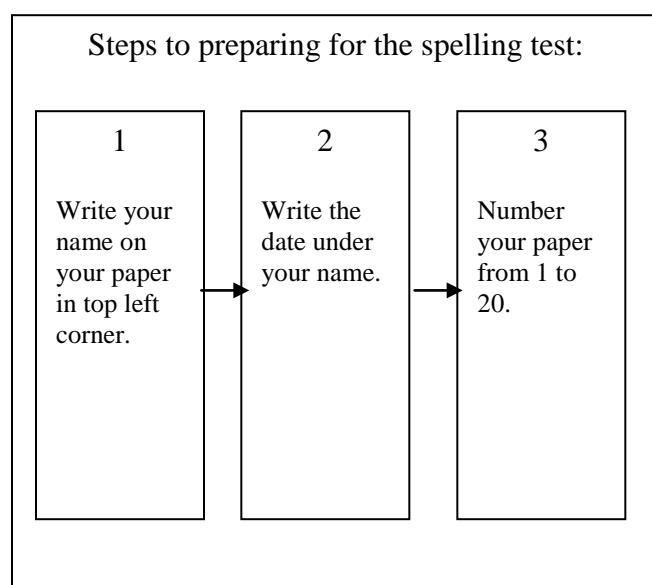 Steps to preparing for the spelling test:
1
Write your
name on
your paper
in top left
corner.
2
Write the
date under
your name.
3
Number
your paper
from 1 to
20.